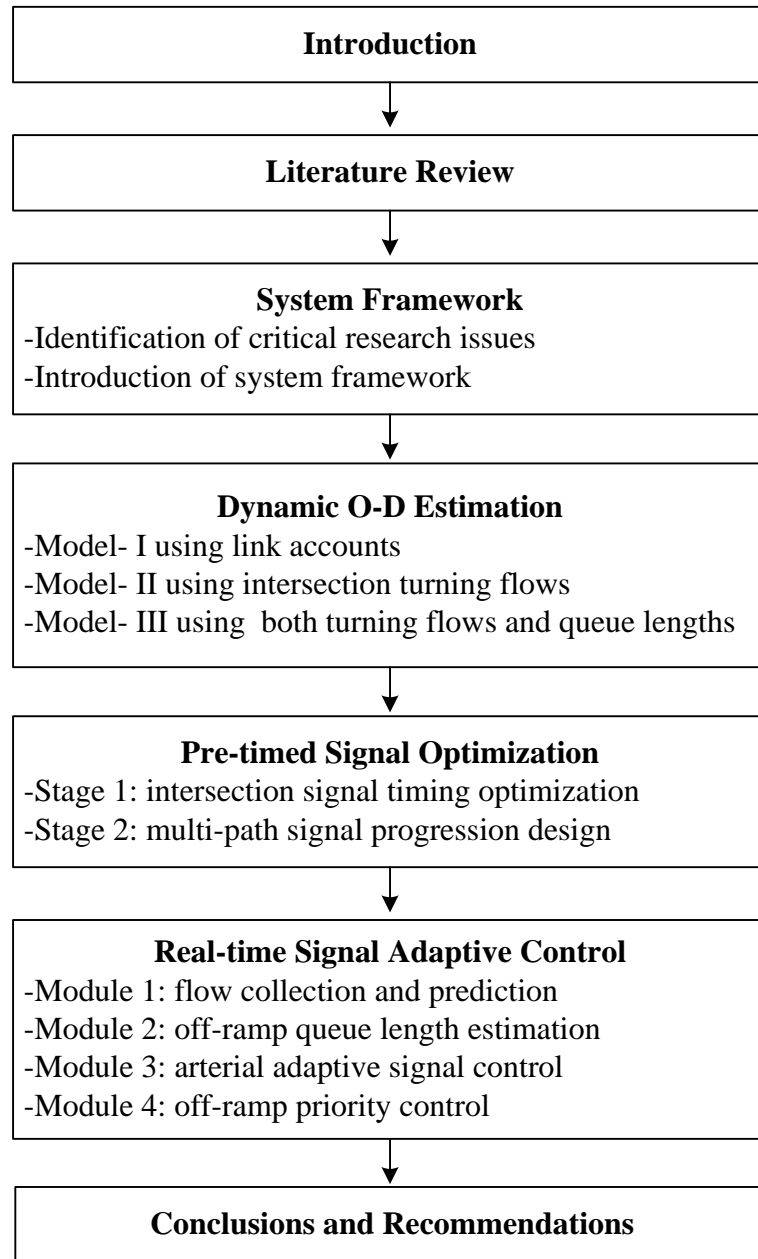 Introduction
Literature Review
System Framework
-Identification of critical research issues
-Introduction of system framework
Dynamic O-D Estimation
-Model- I using link accounts
-Model- II using intersection turning flows
-Model- III using  both turning flows and queue lengths
Pre-timed Signal Optimization
-Stage 1: intersection signal timing optimization
-Stage 2: multi-path signal progression design
Real-time Signal Adaptive Control
-Module 1: flow collection and prediction
-Module 2: off-ramp queue length estimation
-Module 3: arterial adaptive signal control
-Module 4: off-ramp priority control
Conclusions and Recommendations